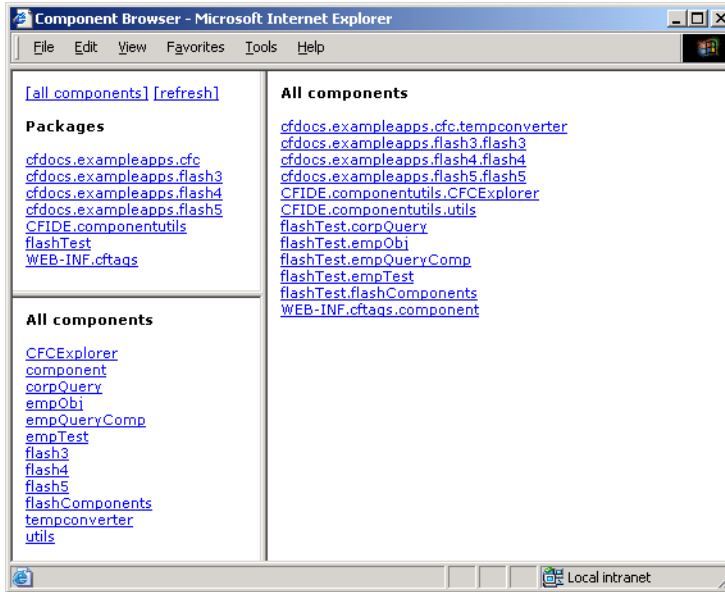 Component Browser - Microsoft Internet Explorer
File Edit View Favorites Tools Help
[all components] [refresh]
Packages
cfdocs.exampleapps.cfc
cfdocs.exampleapps.flash3
cfdocs.exampleapps.flash4
cfdocs.exampleapps.flash5
CFIDE.componentutils
flashTest
WEB-INF.cftags
All components
CFCExplorer
component
corpQuery
empObj
empQueryComp
empTest
flash3
flash4
flash5
flashComponents
tempconverter
utils
All components
cfdocs.exampleapps.cfc.tempconverter
cfdocs.exampleapps.flash3.flash3
cfdocs.exampleapps.flash4.flash4
cfdocs.exampleapps.flash5.flash5
CFIDE.componentutils.CFCExplorer
CFIDE.componentutils.utils
flashTest.corpQuery
flashTest.empObj
flashTest.empQueryComp
flashTest.empTest
flashTest.flashComponents
WEB-INF.cftags.component
Local intranet